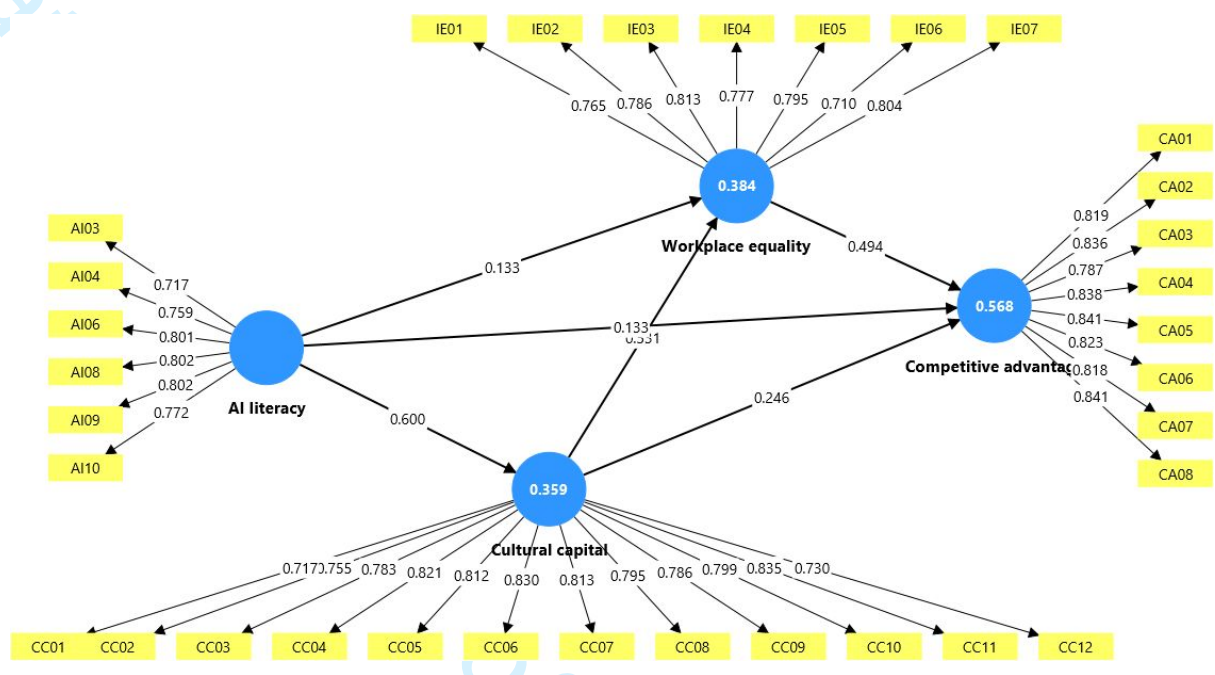 IE01 IE02 IE03 IE04 IE05 IE06 IE07
0.765 0.786 0.813 0.777 0.795 0.710 0.804
0.384
Workplace equality
CA01
CA02
CA03
CA04
CA05
CA06
CA07
CA08
0.819
0.836
0.787
0.838
0.841
0.823
0.818
0.841
0.568
Competitive advantag
AI03
AI04
AI06
AI08
AI09
AI10
0.717
0.759
0.801
0.802
0.802
0.772
AI literacy
0.133
0.494
0.133
0.531
0.600
0.246
0.359
Cultural capital
0.717 0.755 0.783 0.821 0.812 0.830 0.813 0.795 0.786 0.799 0.835 0.730
CC01 CC02 CC03 CC04 CC05 CC06 CC07 CC08 CC09 CC10 CC11 CC12